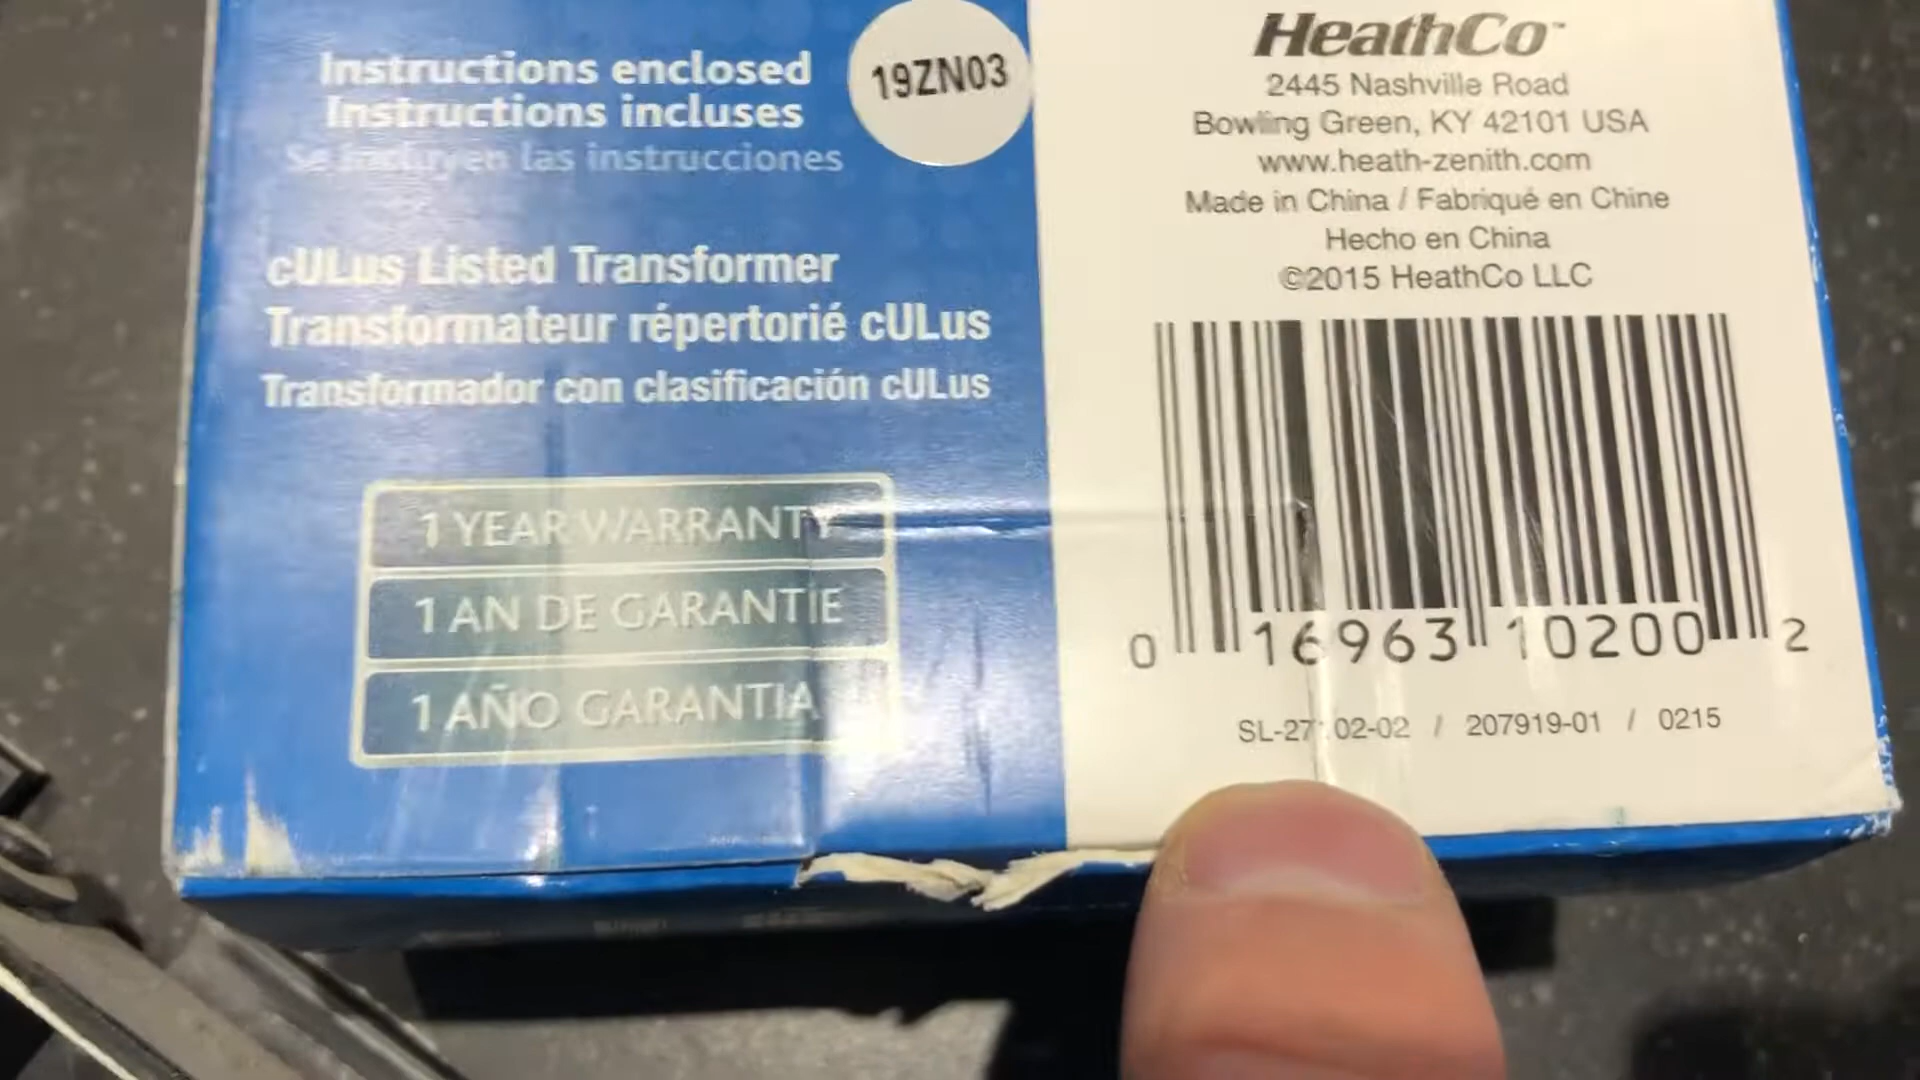 Instructions enclosed
Instructions incluses
Se incluyen las instrucciones
19ZN03
cULus Listed Transformer
Transformateur répertorié cULus
Transformador con clasificación cULus
1 YEAR WARRANTY
1 AN DE GARANTIE
1 AÑO GARANTIA
HeathCo™
2445 Nashville Road
Bowling Green, KY 42101 USA
www.heath-zenith.com
Made in China / Fabriqué en Chine
Hecho en China
©2015 HeathCo LLC
0 16963 10200 2
/ 207919-01 / 0215